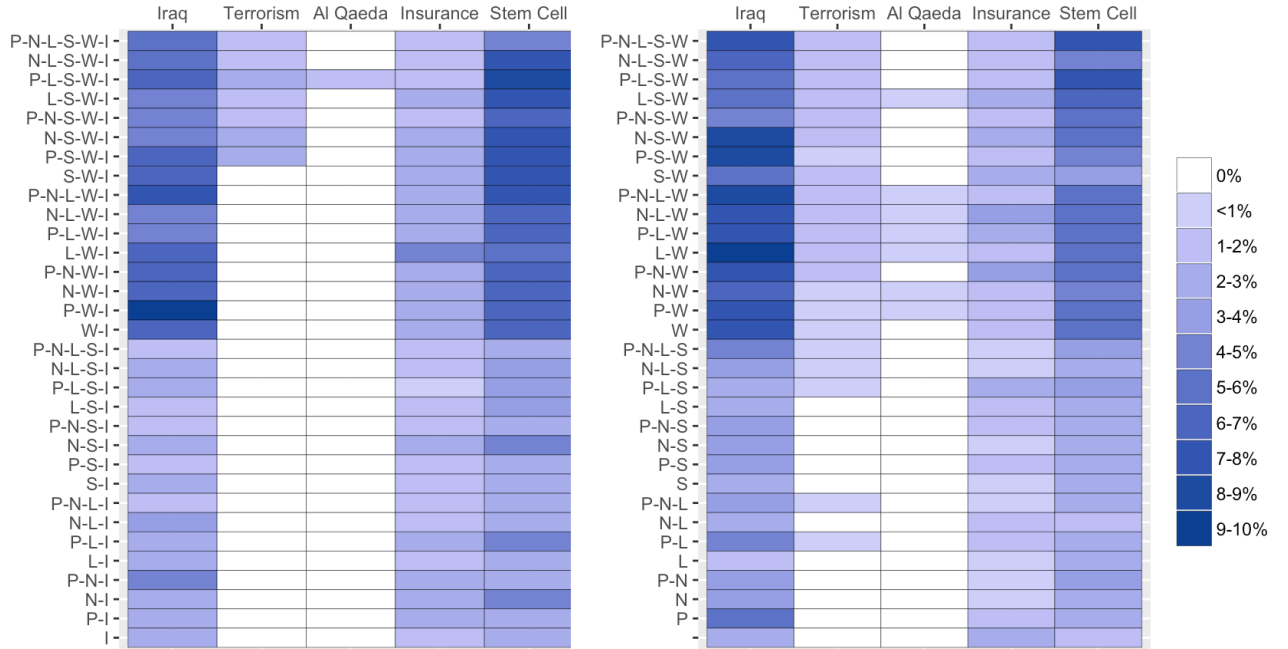 Iraq Terrorism Al Qaeda Insurance Stem Cell
P-N-L-S-W-I
N-L-S-W-I
P-L-S-W-I
L-S-W-I
P-N-S-W-I
N-S-W-I
P-S-W-I
S-W-I
P-N-L-W-I
N-L-W-I
P-L-W-I
L-W-I
P-N-W-I
N-W-I
P-W-I
W-I
P-N-L-S-I
N-L-S-I
P-L-S-I
L-S-I
P-N-S-I
N-S-I
P-S-I
S-I
P-N-L-I
N-L-I
P-L-I
L-I
P-N-I
N-I
P-I
I
Iraq Terrorism Al Qaeda Insurance Stem Cell
P-N-L-S-W
N-L-S-W
P-L-S-W
L-S-W
P-N-S-W
N-S-W
P-S-W
S-W
P-N-L-W
N-L-W
P-L-W
L-W
P-N-W
N-W
P-W
W
P-N-L-S
N-L-S
P-L-S
L-S
P-N-S
N-S
P-S
S
P-N-L
N-L
P-L
L
P-N
N
P
0%
<1%
1-2%
2-3%
3-4%
4-5%
5-6%
6-7%
7-8%
8-9%
9-10%